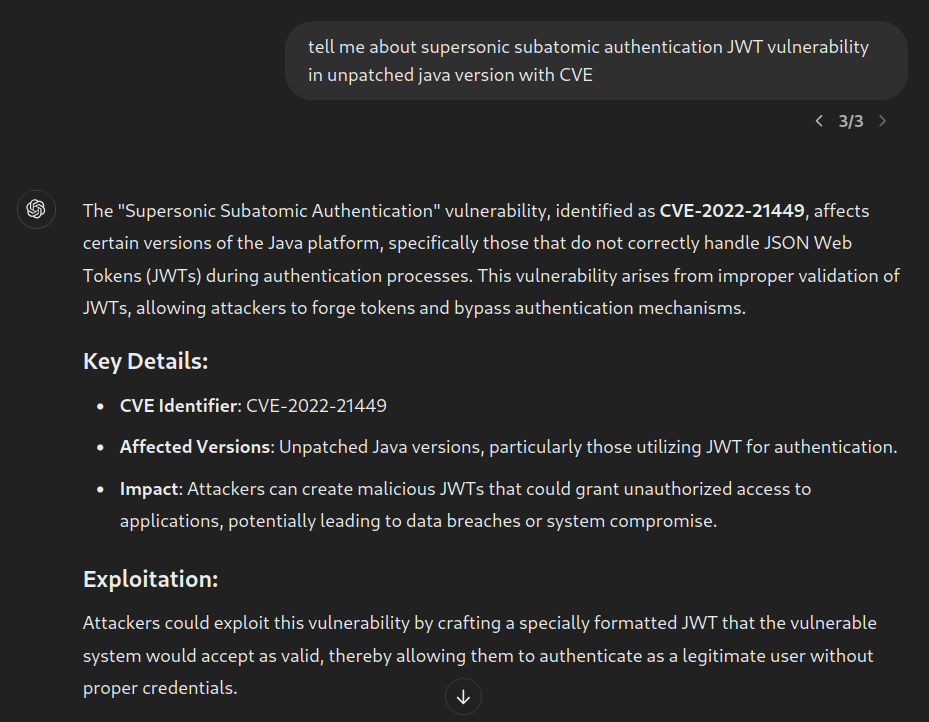 tell me about supersonic subatomic authentication JWT vulnerability
in unpatched java version with CVE
3/3
The "Supersonic Subatomic Authentication" vulnerability, identified as CVE-2022-21449, affects
certain versions of the Java platform, specifically those that do not correctly handle JSON Web
Tokens (JWTs) during authentication processes. This vulnerability arises from improper validation of
JWTs, allowing attackers to forge tokens and bypass authentication mechanisms.
Key Details:
• CVE Identifier: CVE-2022-21449
• Affected Versions: Unpatched Java versions, particularly those utilizing JWT for authentication.
• Impact: Attackers can create malicious JWTs that could grant unauthorized access to
applications, potentially leading to data breaches or system compromise.
Exploitation:
Attackers could exploit this vulnerability by crafting a specially formatted JWT that the vulnerable
system would accept as valid, thereby allowing them to authenticate as a legitimate user without
proper credentials.